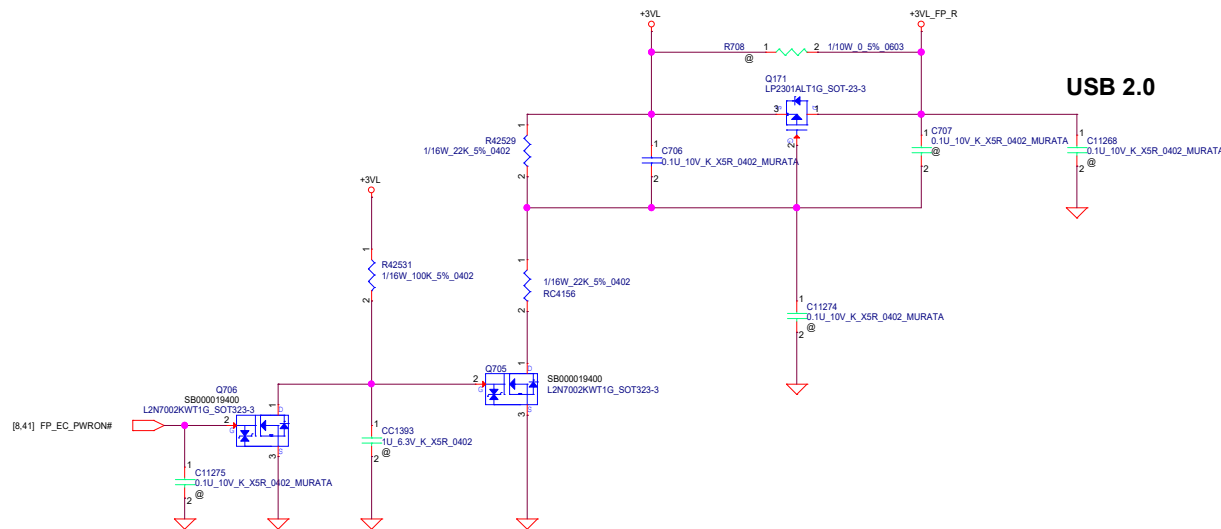 +3VL
+3VL_FP_R
R708
1
2
1/10W_0_5%_0603
@
Q171
LP2301ALT1G_SOT-23-3
USB 2.0
3
1
2
1
R42529
1/16W_22K_5%_0402
2
1
C706
0.1U_10V_K_X5R_0402_MURATA
2
1
C707
0.1U_10V_K_X5R_0402_MURATA
@
2
1
C11268
0.1U_10V_K_X5R_0402_MURATA
@
2
+3VL
1
R42531
1/16W_100K_5%_0402
2
1
1/16W_22K_5%_0402
RC4156
2
1
C11274
0.1U_10V_K_X5R_0402_MURATA
@
2
Q705
1
SB000019400
L2N7002KWT1G_SOT323-3
2
G
D
S
3
Q706
SB000019400
L2N7002KWT1G_SOT323-3
1
[8,41] FP_EC_PWRON#
2
G
D
S
3
1
CC1393
1U_6.3V_K_X5R_0402
@
2
1
C11275
0.1U_10V_K_X5R_0402_MURATA
@
2